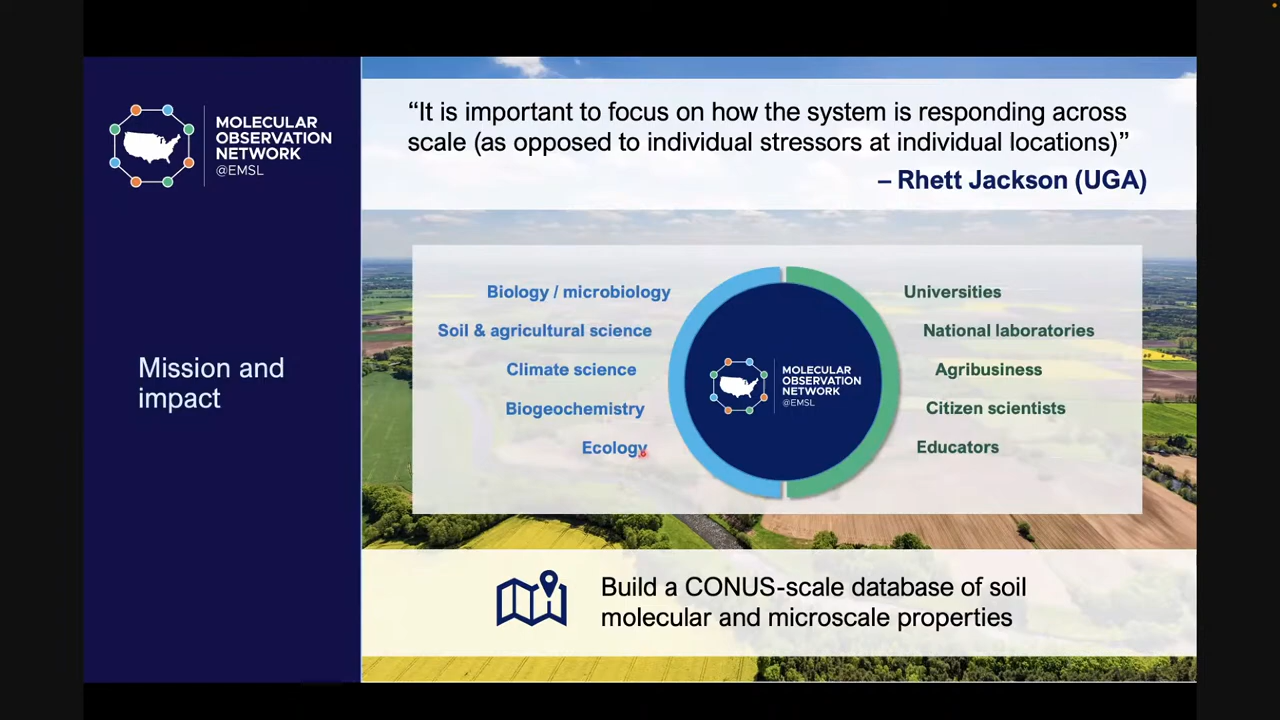 MOLECULAR
OBSERVATION
NETWORK
@EMSL
Mission and
impact
“It is important to focus on how the system is responding across
scale (as opposed to individual stressors at individual locations)”
– Rhett Jackson (UGA)
Biology / microbiology
Soil & agricultural science
Climate science
Biogeochemistry
Ecology
MOLECULAR
OBSERVATION
NETWORK
@EMSL
Universities
National laboratories
Agribusiness
Citizen scientists
Educators
Build a CONUS-scale database of soil
molecular and microscale properties